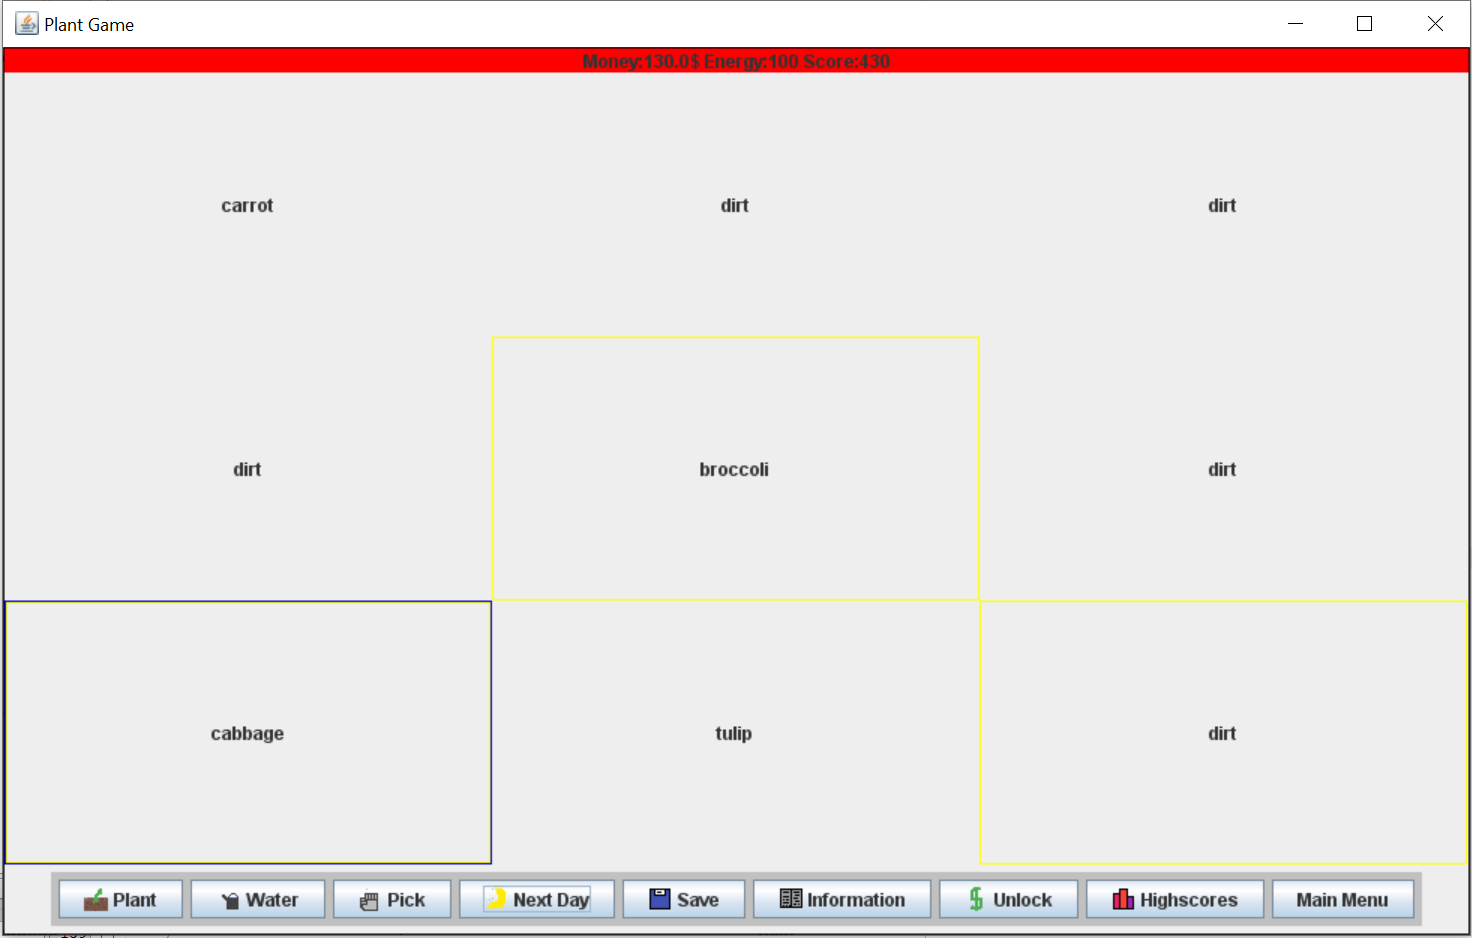 Plant Game
Money:130.0$ Energy:100 Score:430
carrot dirt dirt
dirt broccoli dirt
cabbage tulip dirt
Plant Water Pick Next Day Save Information Unlock Highscores Main Menu